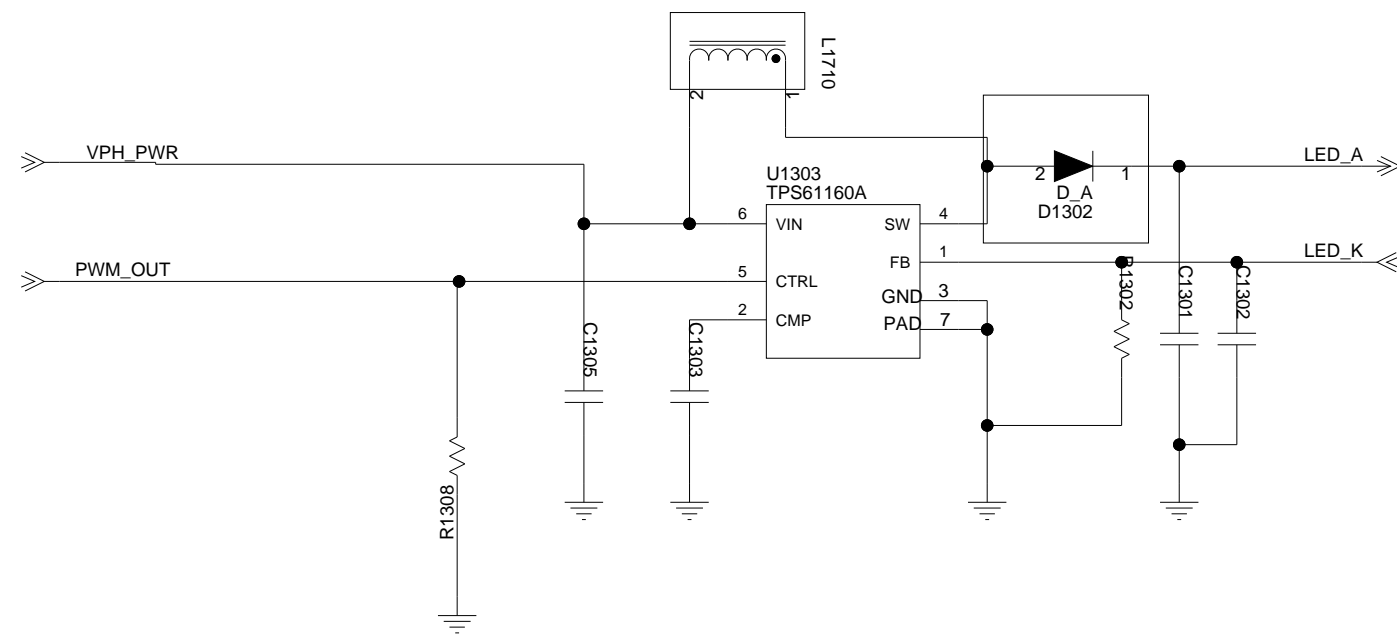 L1710
2
1
VPH_PWR
LED_A
U1303
TPS61160A
2
1
D_A
D1302
6
VIN
SW
4
PWM_OUT
LED_K
5
CTRL
FB
1
2
CMP
GND
3
PAD
7
C1305
C1303
R1302
C1301
C1302
R1308